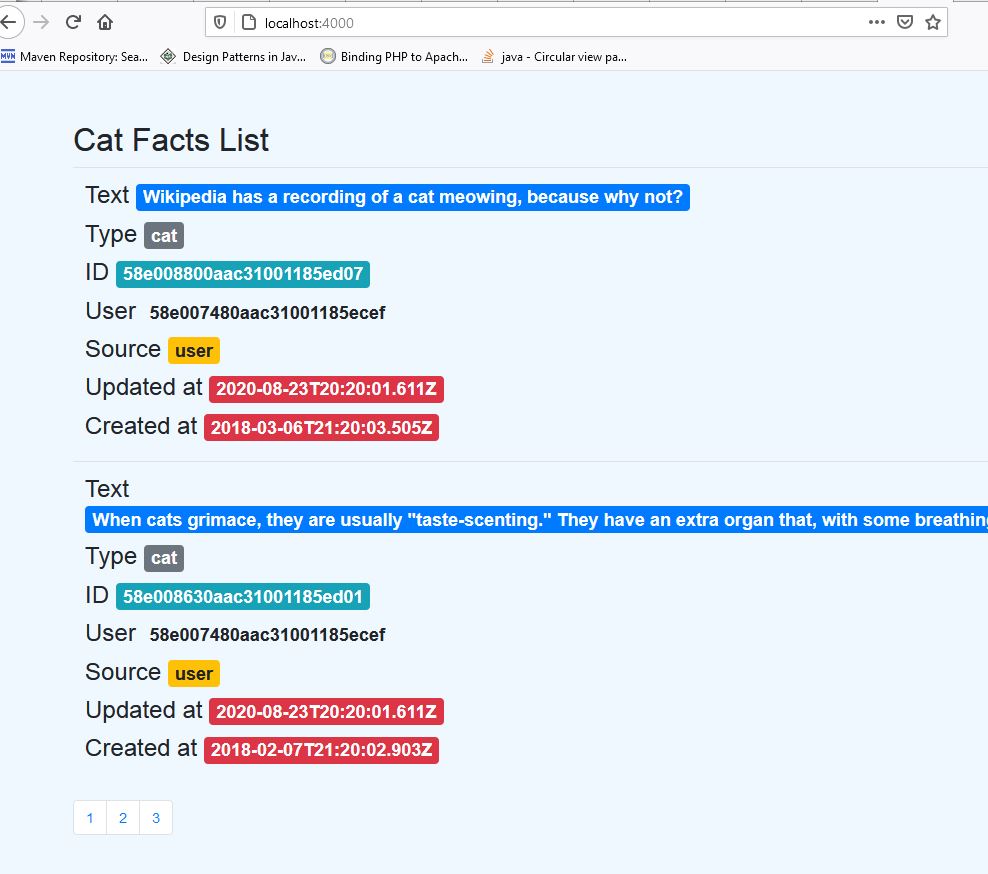 localhost:4000
Maven Repository: Sea... Design Patterns in Jav... Binding PHP to Apach... java - Circular view pa...
Cat Facts List
Text Wikipedia has a recording of a cat meowing, because why not?
Type cat
ID 58e008800aac31001185ed07
User 58e007480aac31001185ecef
Source user
Updated at 2020-08-23T20:20:01.611Z
Created at 2018-03-06T21:20:03.505Z
Text
When cats grimace, they are usually "taste-scenting." They have an extra organ that, with some breathing
Type cat
ID 58e008630aac31001185ed01
User 58e007480aac31001185ecef
Source user
Updated at 2020-08-23T20:20:01.611Z
Created at 2018-02-07T21:20:02.903Z
1 2 3